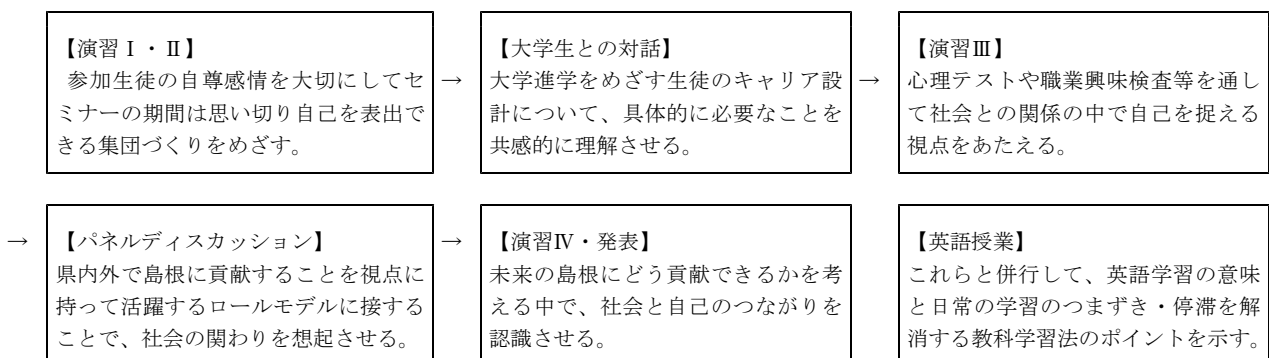 【演習Ⅰ・Ⅱ】
参加生徒の自尊感情を大切にしてセ
ミナーの期間は思い切り自己を表出で
きる集団づくりをめざす。
→
【大学生との対話】
大学進学をめざす生徒のキャリア設
計について、具体的に必要なことを
共感的に理解させる。
→
【演習Ⅲ】
心理テストや職業興味検査等を通し
て社会との関係の中で自己を捉える
視点をあたえる。
→
【パネルディスカッション】
県内外で島根に貢献することを視点に
持って活躍するロールモデルに接する
ことで、社会の関わりを想起させる。
→
【演習Ⅳ・発表】
未来の島根にどう貢献できるかを考
える中で、社会と自己のつながりを
認識させる。
【英語授業】
これらと併行して、英語学習の意味
と日常の学習のつまずき・停滞を解
消する教科学習法のポイントを示す。